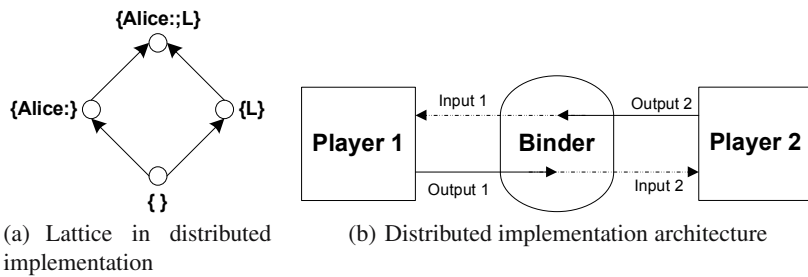 {Alice:;L}
{Alice:}
{L}
{ }
(a) Lattice in distributed
implementation
Input 1
Output 2
Player 1
Binder
Player 2
Output 1
Input 2
(b) Distributed implementation architecture